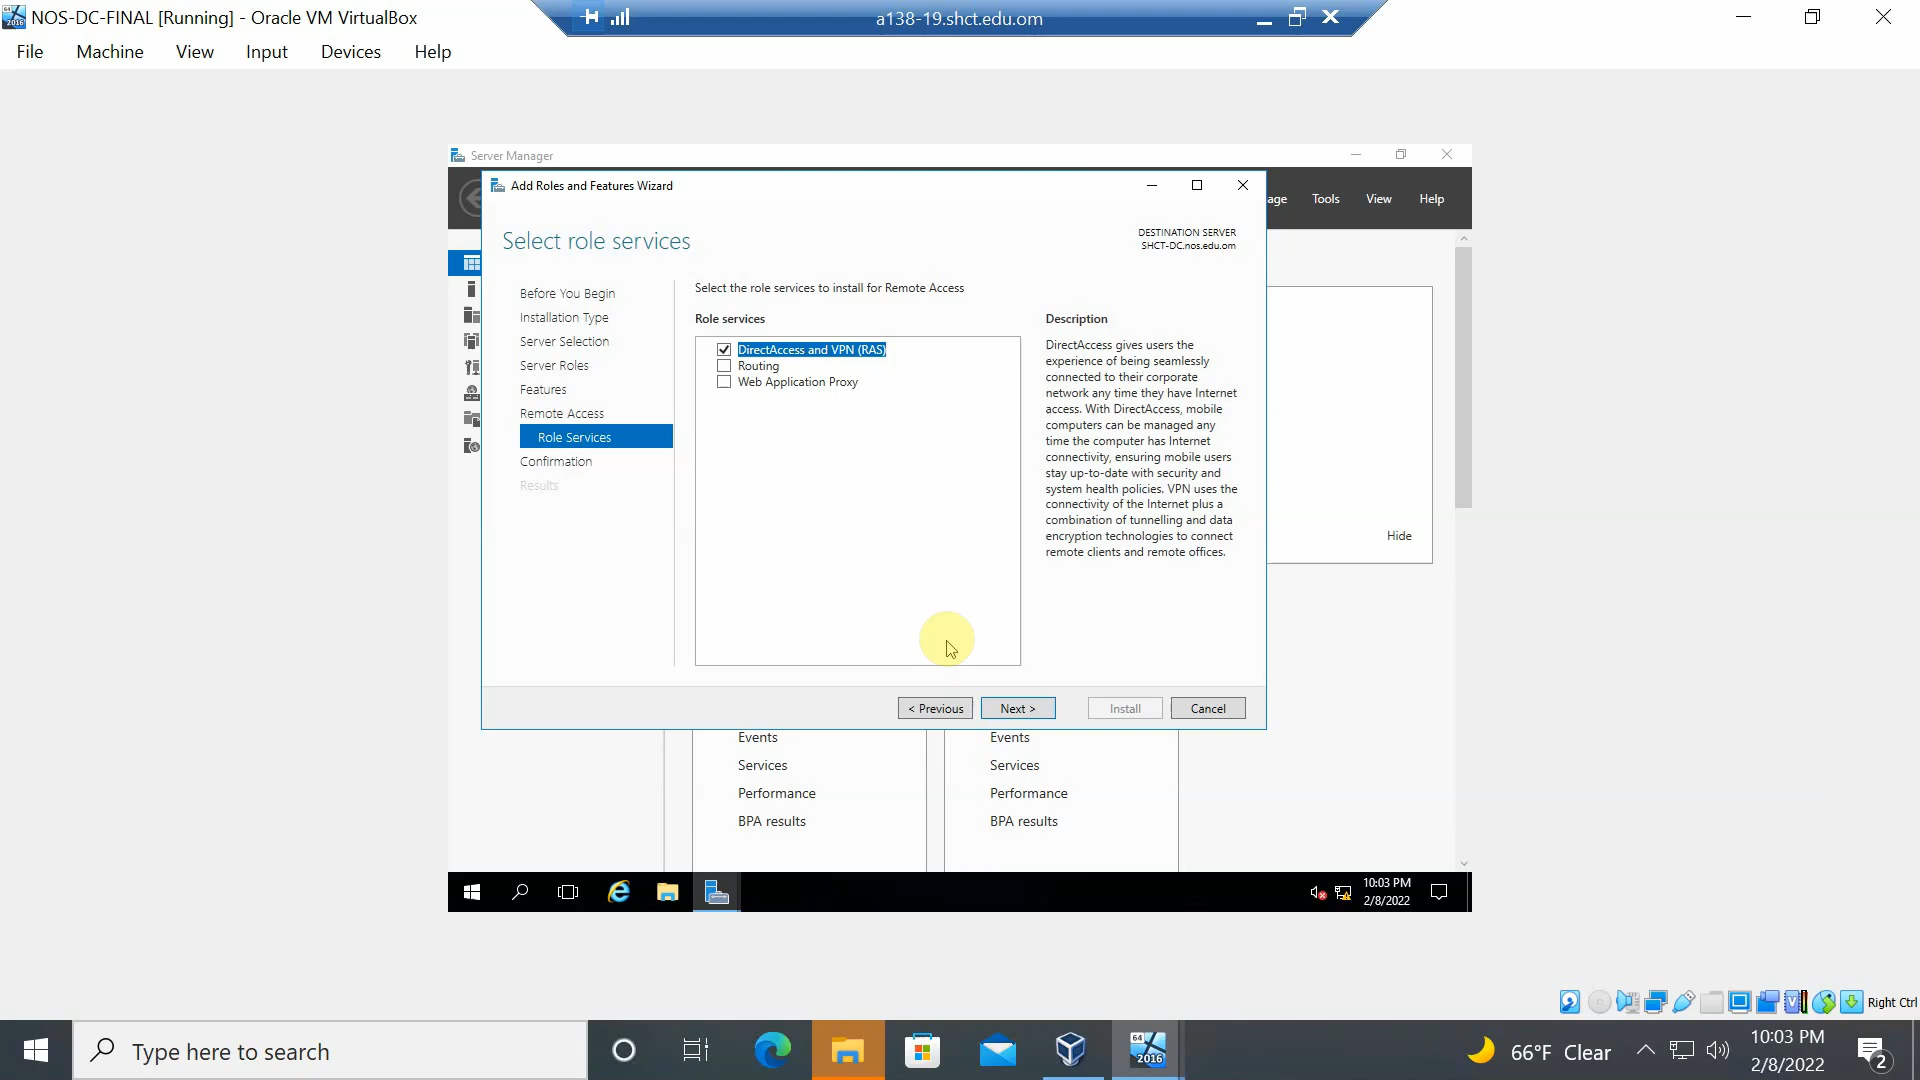 NOS-DC-FINAL [Running] - Oracle VM VirtualBox
a138-19.shct.edu.om
File Machine View Input Devices Help
Server Manager
Add Roles and Features Wizard
age Tools View Help
Select role services
DESTINATION SERVER
SHCT-DC.nos.edu.om
Before You Begin
Installation Type
Server Selection
Server Roles
Features
Remote Access
Role Services
Confirmation
Results
Select the role services to install for Remote Access
Role services
DirectAccess and VPN (RAS)
Routing
Web Application Proxy
Description
DirectAccess gives users the
experience of being seamlessly
connected to their corporate
network any time they have Internet
access. With DirectAccess, mobile
computers can be managed any
time the computer has Internet
connectivity, ensuring mobile users
stay up-to-date with security and
system health policies. VPN uses the
connectivity of the Internet plus a
combination of tunnelling and data
encryption technologies to connect
remote clients and remote offices.
Hide
< Previous Next > Install Cancel
Events
Services
Performance
BPA results
Events
Services
Performance
BPA results
10:03 PM
2/8/2022
Right Ctrl
Type here to search
64
2016
66°F Clear
10:03 PM
2/8/2022
2